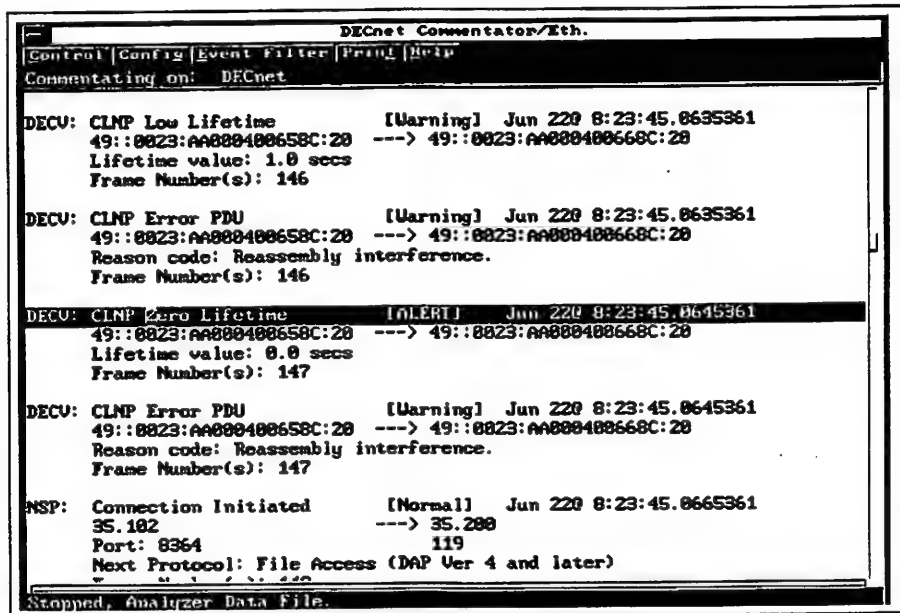 DECnet Commentator/Eth.
Control Config Event Filter Print Help
Commentating on: DECnet
DECV: CLNP Low Lifetime [Warning] Jun 22@ 8:23:45.0635361
49::0023:AA000400658C:20 ---> 49::0023:AA000400668C:20
Lifetime value: 1.0 secs
Frame Number(s): 146
DECV: CLNP Error PDU [Warning] Jun 22@ 8:23:45.0635361
49::0023:AA000400658C:20 ---> 49::0023:AA000400668C:20
Reason code: Reassembly interference.
Frame Number(s): 146
DECV: CLNP Zero Lifetime [ALERT] Jun 22@ 8:23:45.0645361
49::0023:AA000400658C:20 ---> 49::0023:AA000400668C:20
Lifetime value: 0.0 secs
Frame Number(s): 147
DECV: CLNP Error PDU [Warning] Jun 22@ 8:23:45.0645361
49::0023:AA000400658C:20 ---> 49::0023:AA000400668C:20
Reason code: Reassembly interference.
Frame Number(s): 147
NSP: Connection Initiated [Normal] Jun 22@ 8:23:45.0665361
35.102 ---> 35.200
Port: 8364 119
Next Protocol: File Access (DAP Ver 4 and later)
Stopped, Analyzer Data File.